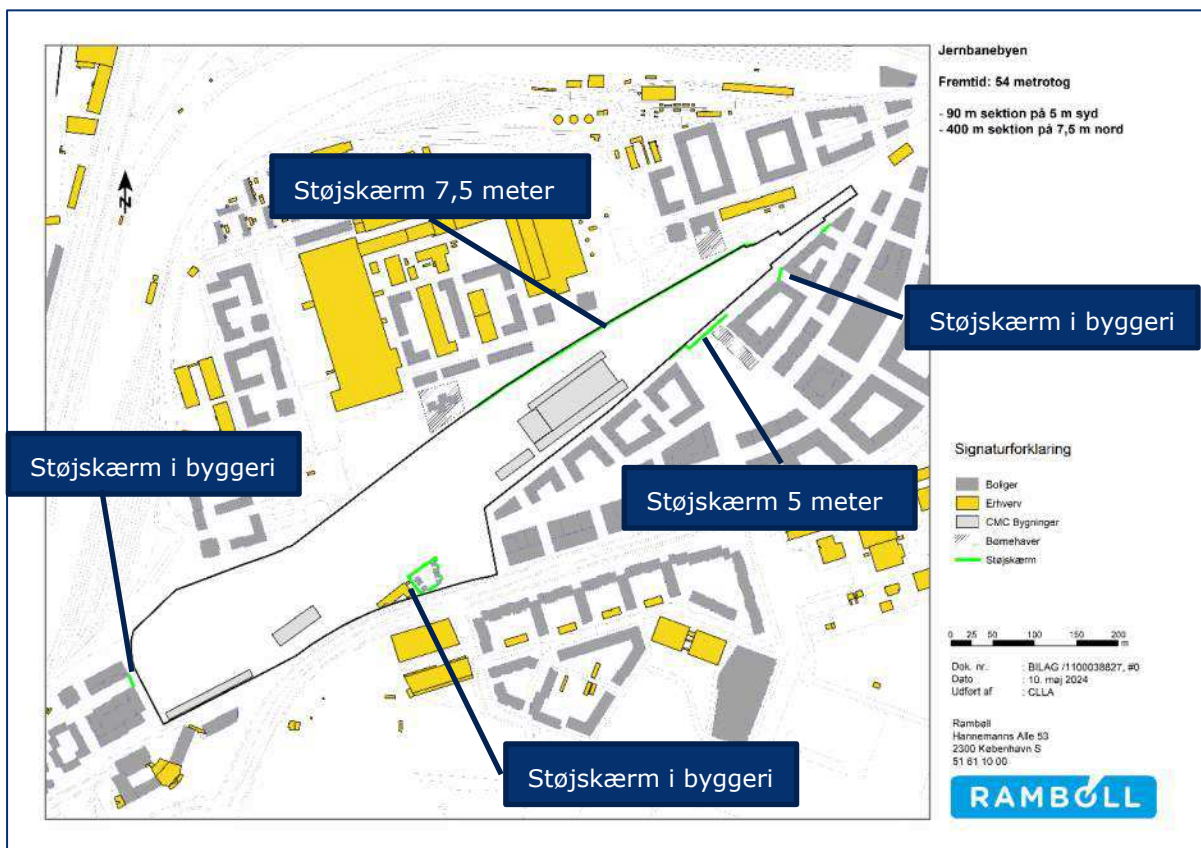 Jernbanebyen
Fremtid: 54 metrotog
- 90 m sektion på 5 m syd
- 400 m sektion på 7,5 m nord
Støjskærm 7,5 meter
Støjskærm i byggeri
Støjskærm i byggeri
Støjskærm 5 meter
Støjskærm i byggeri
N
Signaturforklaring
Boliger
Erhverv
CMC Bygninger
Børnehaver
Støjskærm
0 25 50 100 150 200
m
Dok. nr. : BILAG /1100038827, #0
Dato : 10. maj 2024
Udført af : CLLA
Rambøll
Hannemanns Alle 53
2300 København S
51 61 10 00
RAMBOLL